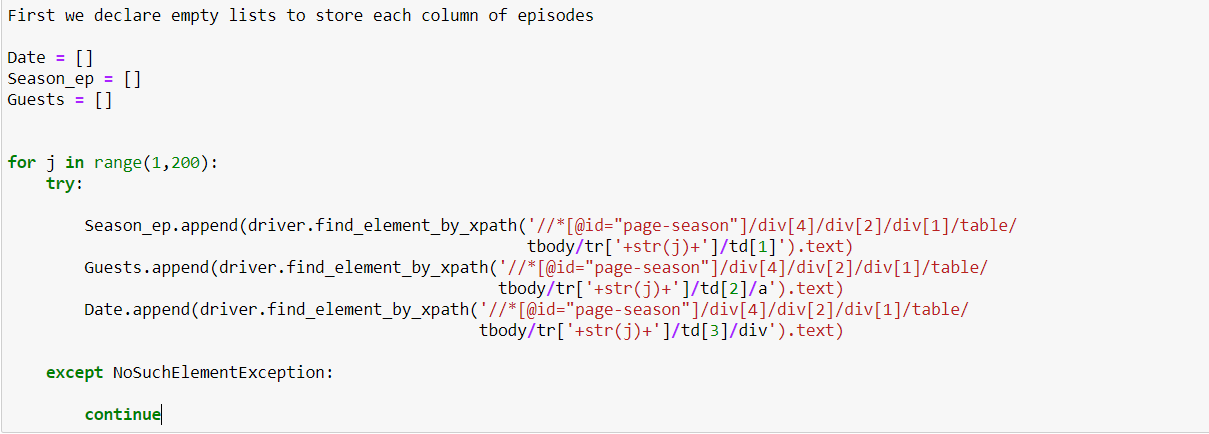 First we declare empty lists to store each column of episodes
Date = []
Season_ep = []
Guests = []
for j in range(1,200):
try:
Season_ep.append(driver.find_element_by_xpath('//*[@id="page-season"]/div[4]/div[2]/div[1]/table/
tbody/tr['+str(j)+']/td[1]').text)
Guests.append(driver.find_element_by_xpath('//*[@id="page-season"]/div[4]/div[2]/div[1]/table/
tbody/tr['+str(j)+']/td[2]/a').text)
Date.append(driver.find_element_by_xpath('//*[@id="page-season"]/div[4]/div[2]/div[1]/table/
tbody/tr['+str(j)+']/td[3]/div').text)
except NoSuchElementException:
continue